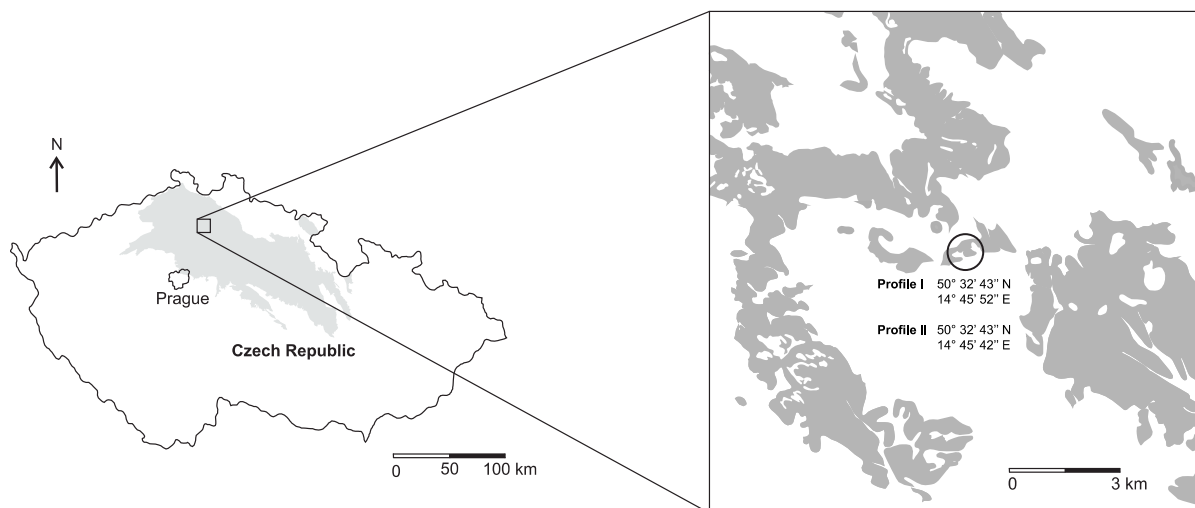 N
Prague
Czech Republic
0 50 100 km
Profile I 50° 32’ 43’’ N
14° 45’ 52’’ E
Profile II 50° 32’ 43’’ N
14° 45’ 42’’ E
0 3 km